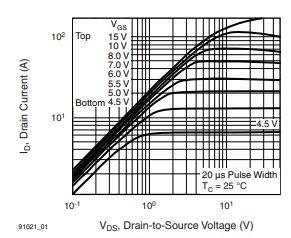 V_GS
Top 15 V
10 V
8.0 V
7.0 V
6.0 V
5.5 V
5.0 V
Bottom 4.5 V
10²
10¹
4.5 V
20 µs Pulse Width
T_C = 25 °C
10⁻¹ 10⁰ 10¹
I_D, Drain Current (A)
V_DS, Drain-to-Source Voltage (V)
91021_01